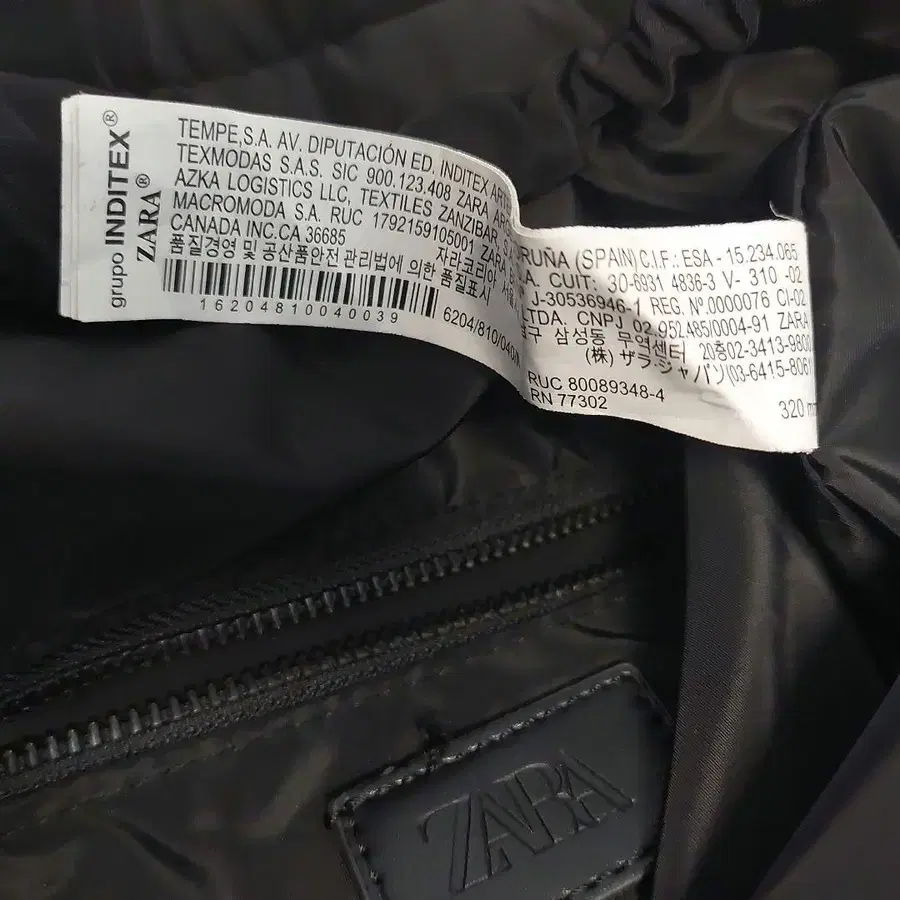 grupo INDITEX®
ZARA®
TEMPE,S.A. AV. DIPUTACIÓN ED. INDITEX ARTE
RUÑA (SPAIN) C.I.F.: ESA - 15.234.065
TEXMODAS S.A.S. SIC 900.123.408 ZARA
CUIT: 30-6931 4836-3 V- 310 -02
AZKA LOGISTICS LLC, TEXTILES ZANZIBAR,
J-30536946-1 REG. Nº.0000076 CI-02
MACROMODA S.A. RUC 1792159105001 ZARA
LTDA. CNPJ 02.952.485/0004-91 ZARA
CANADA INC.CA 36685 자라코리아
구 삼성동 무역센터 20층02-3413-9800
품질경영 및 공산품안전 관리법에 의한 품질표시
(株) ザラ·ジャパン(03-6415-8061
16204810040039
6204/810/040
RUC 80089348-4
RN 77302
320 m
ZARA